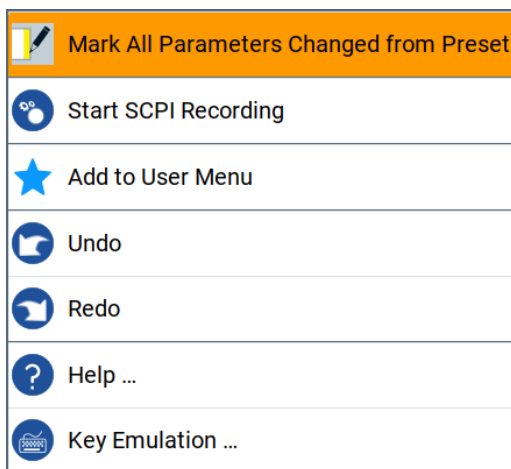 Mark All Parameters Changed from Preset
Start SCPI Recording
Add to User Menu
Undo
Redo
Help ...
Key Emulation ...